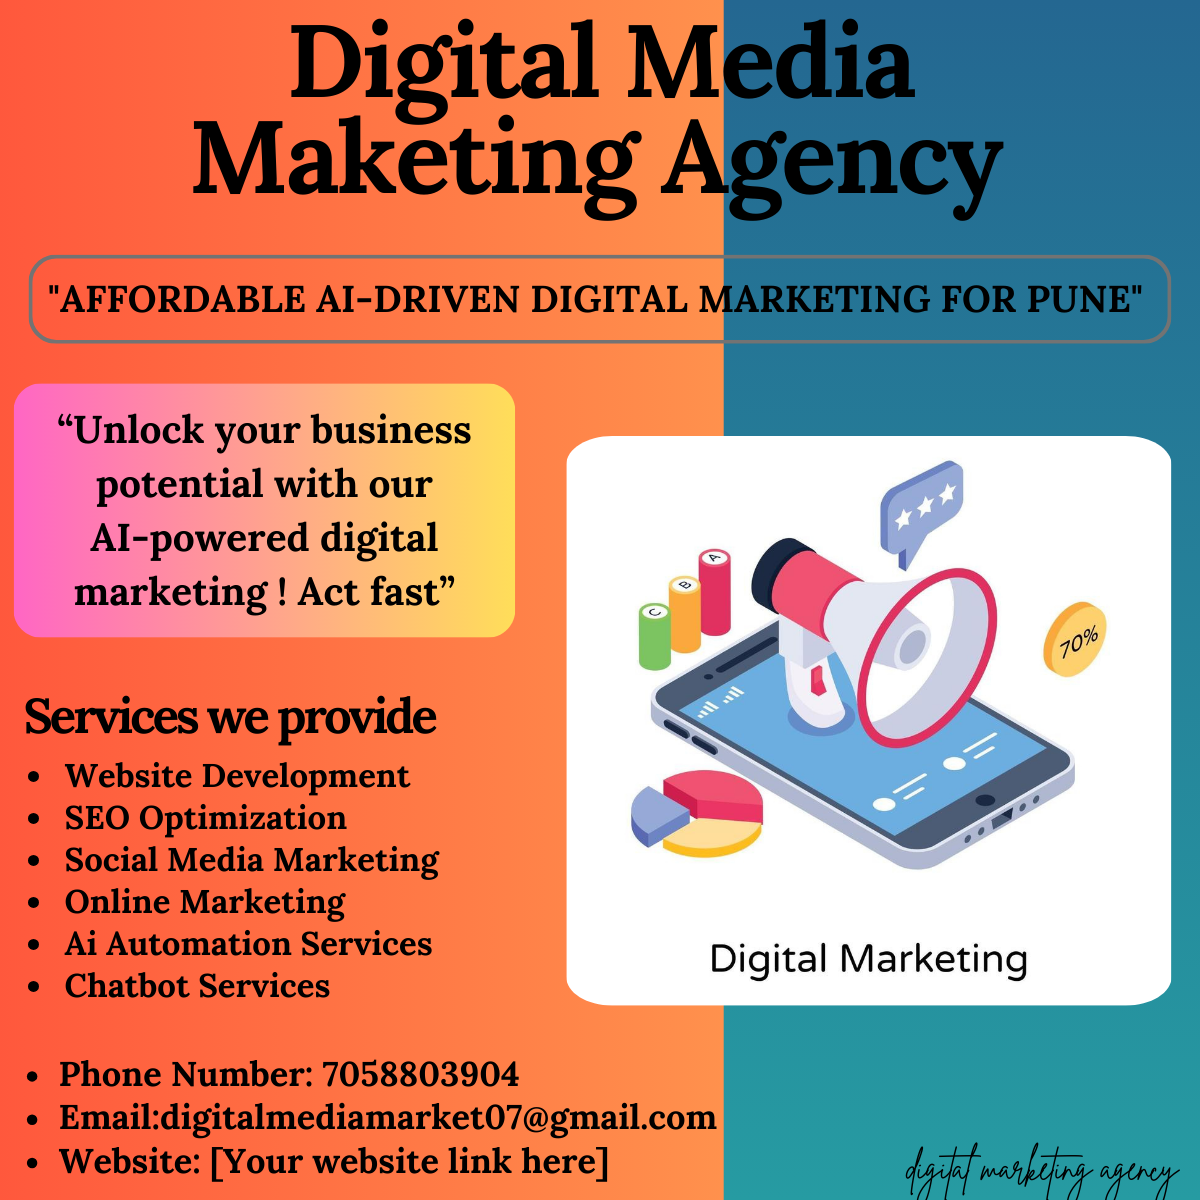 Digital Media
Maketing Agency
"AFFORDABLE AI-DRIVEN DIGITAL MARKETING FOR PUNE"
“Unlock your business
potential with our
AI-powered digital
marketing ! Act fast”
A
B
C
70%
Digital Marketing
Services we provide
• Website Development
• SEO Optimization
• Social Media Marketing
• Online Marketing
• Ai Automation Services
• Chatbot Services
• Phone Number: 7058803904
• Email:digitalmediamarket07@gmail.com
• Website: [Your website link here]
digital marketing agency